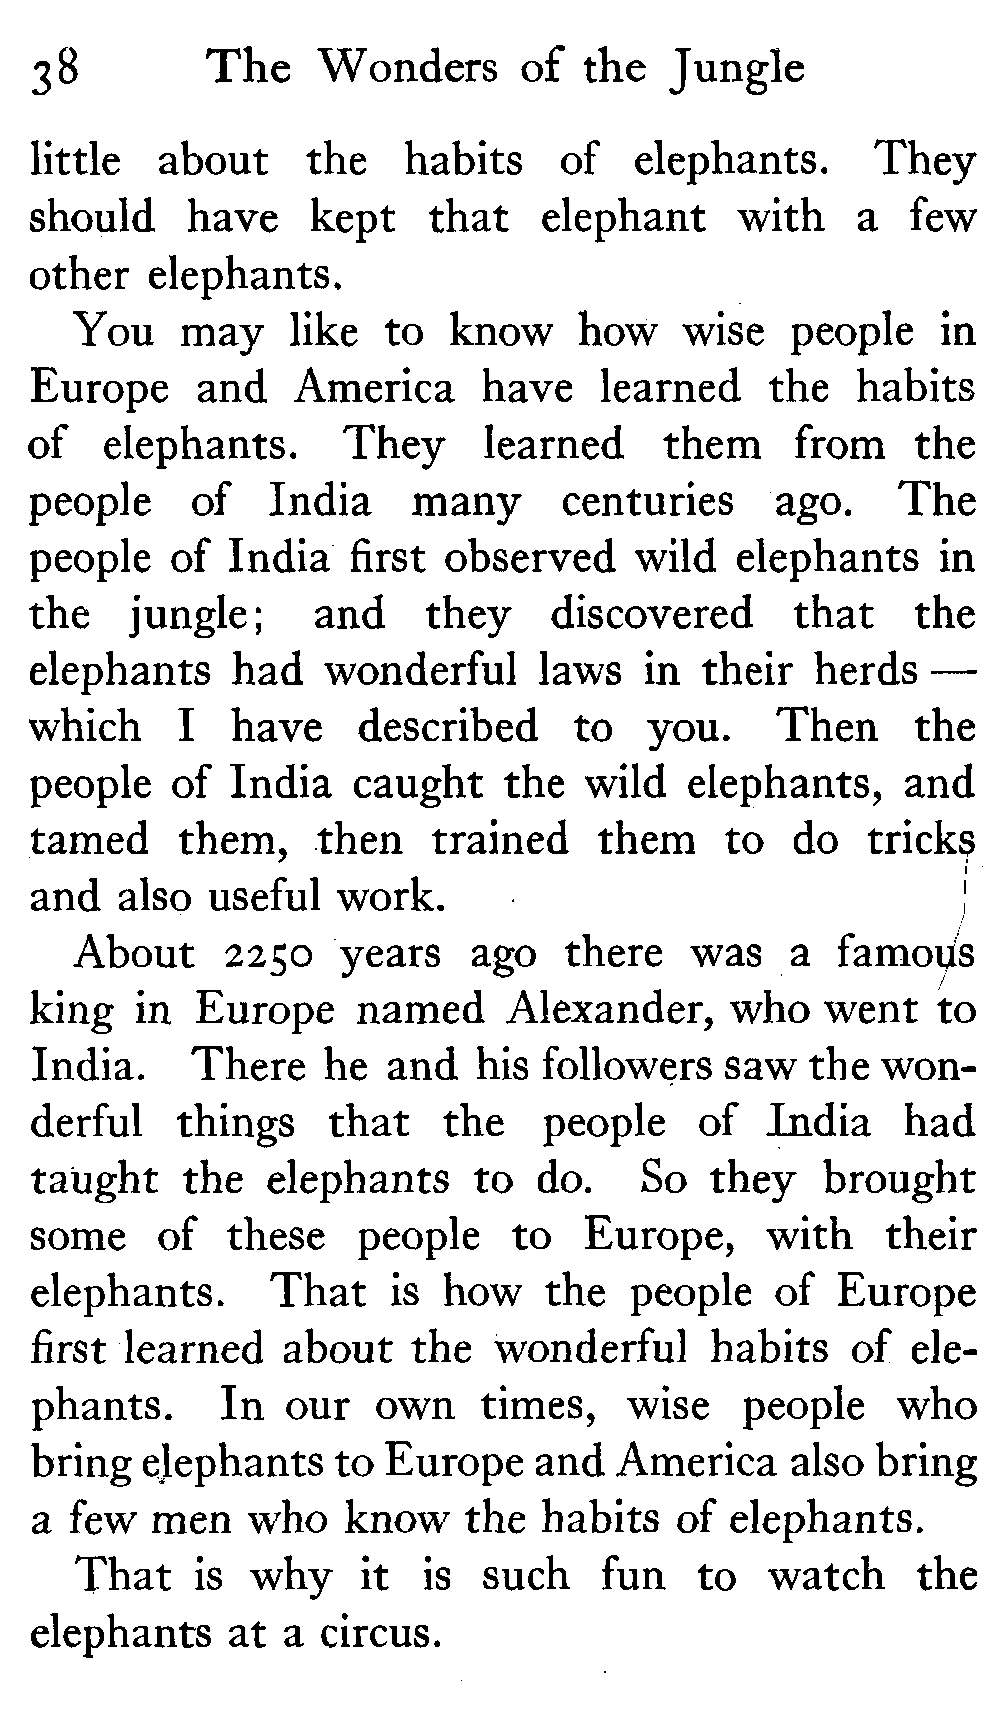 38 The Wonders of the Jungle
little about the habits of elephants. They
should have kept that elephant with a few
other elephants.
You may like to know how wise people in
Europe and America have learned the habits
of elephants. They learned them from the
people of India many centuries ago. The
people of India first observed wild elephants in
the jungle; and they discovered that the
elephants had wonderful laws in their herds —
which I have described to you. Then the
people of India caught the wild elephants, and
tamed them, then trained them to do tricks
and also useful work.
About 2250 years ago there was a famous
king in Europe named Alexander, who went to
India. There he and his followers saw the won-
derful things that the people of India had
taught the elephants to do. So they brought
some of these people to Europe, with their
elephants. That is how the people of Europe
first learned about the wonderful habits of ele-
phants. In our own times, wise people who
bring elephants to Europe and America also bring
a few men who know the habits of elephants.
That is why it is such fun to watch the
elephants at a circus.